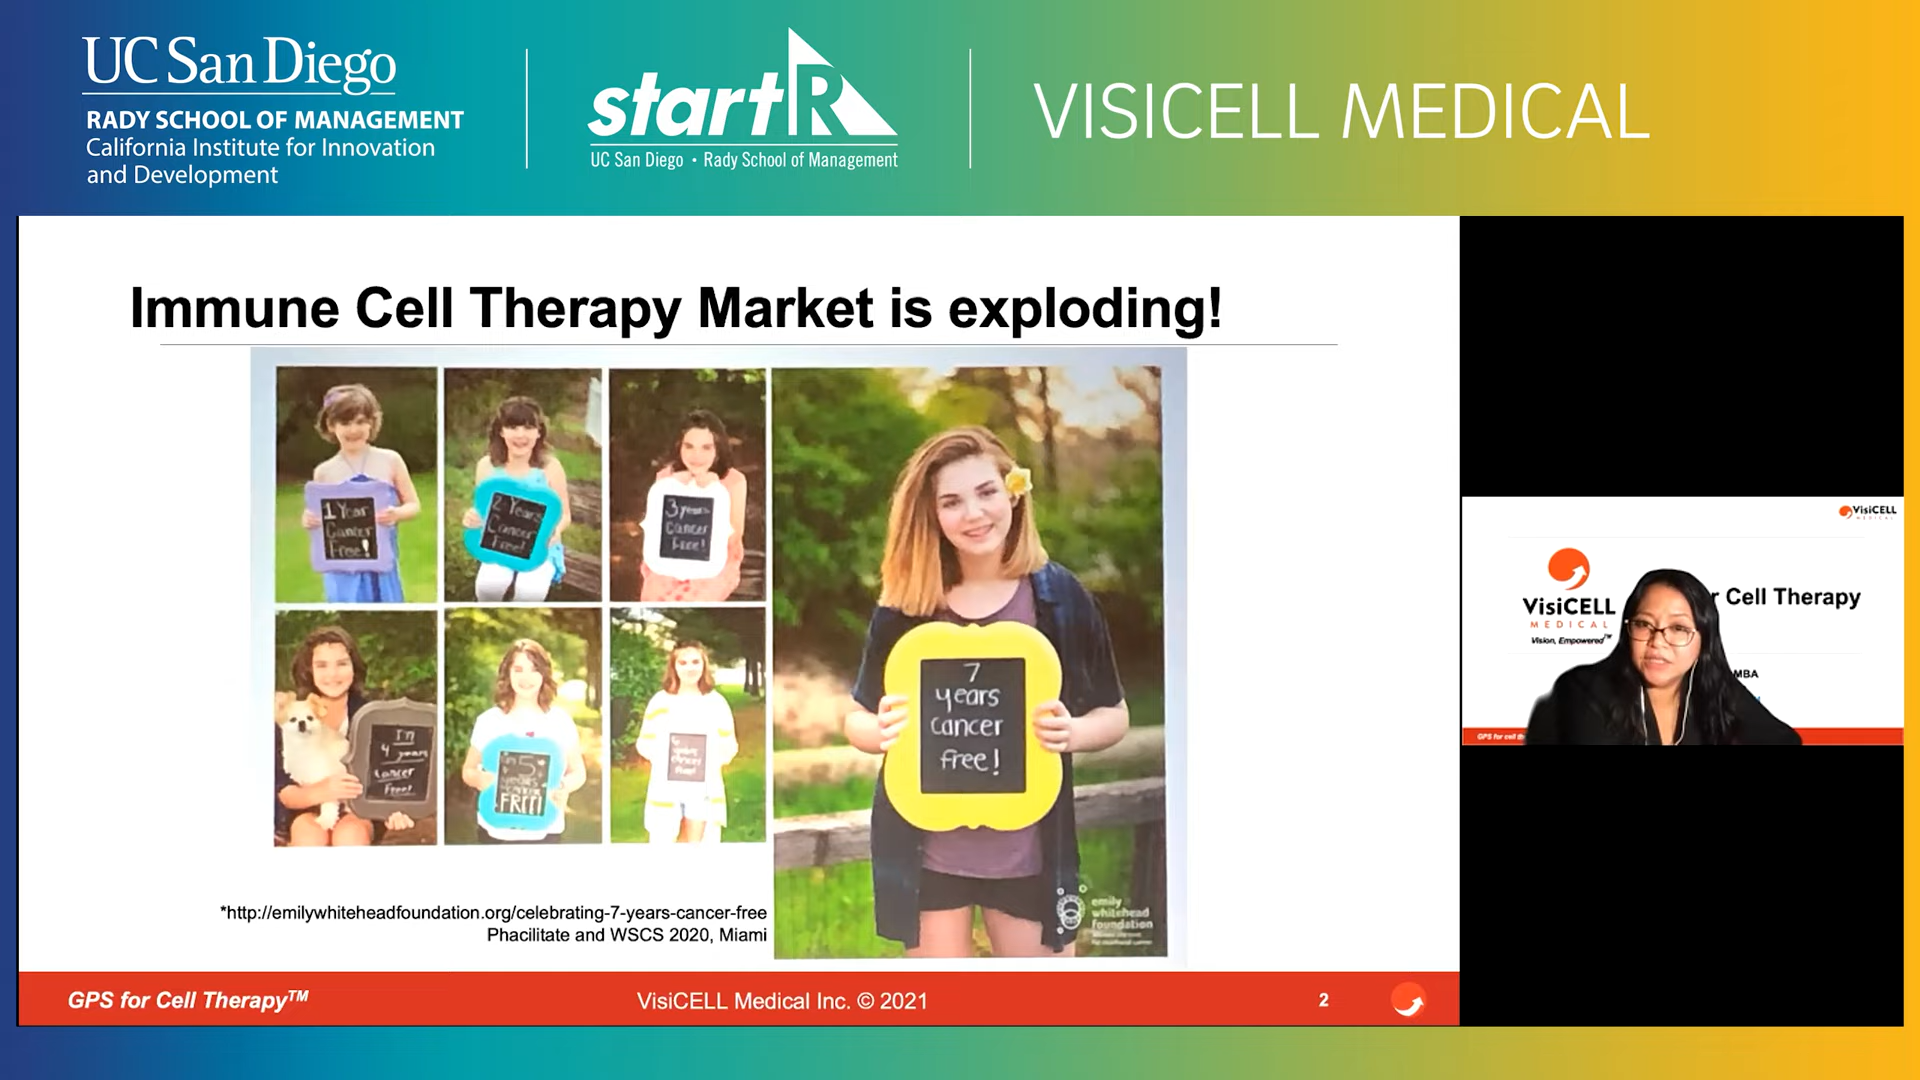 UC San Diego
RADY SCHOOL OF MANAGEMENT
California Institute for Innovation
and Development
startR
UC San Diego • Rady School of Management
VISICELL MEDICAL
Immune Cell Therapy Market is exploding!
1 Year
Cancer
Free!
2 Years
Cancer
Free!
3 years
Cancer
Free!
I'm
4 years
Cancer
Free!
I'm 5
years
FREE!
7
years
cancer
free!
emily
whitehead
foundation
*http://emilywhiteheadfoundation.org/celebrating-7-years-cancer-free
Phacilitate and WSCS 2020, Miami
GPS for Cell Therapy™
VisiCELL Medical Inc. © 2021
2
VisiCELL
MEDICAL
VisiCELL
MEDICAL
Vision, Empowered™
r Cell Therapy
MBA
GPS for cell th